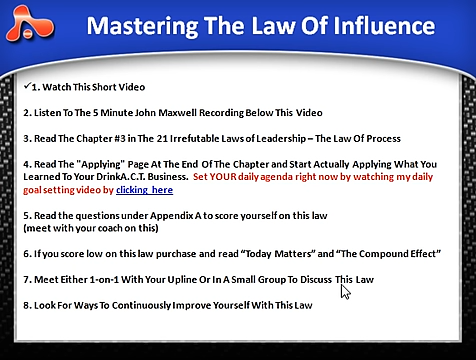 Mastering The Law Of Influence
✓1. Watch This Short Video
2. Listen To The 5 Minute John Maxwell Recording Below This Video
3. Read The Chapter #3 in The 21 Irrefutable Laws of Leadership – The Law Of Process
4. Read The "Applying" Page At The End Of The Chapter and Start Actually Applying What You
Learned To Your DrinkA.C.T. Business. Set YOUR daily agenda right now by watching my daily
goal setting video by clicking here
5. Read the questions under Appendix A to score yourself on this law
(meet with your coach on this)
6. If you score low on this law purchase and read “Today Matters” and “The Compound Effect”
7. Meet Either 1-on-1 With Your Upline Or In A Small Group To Discuss This Law
8. Look For Ways To Continuously Improve Yourself With This Law